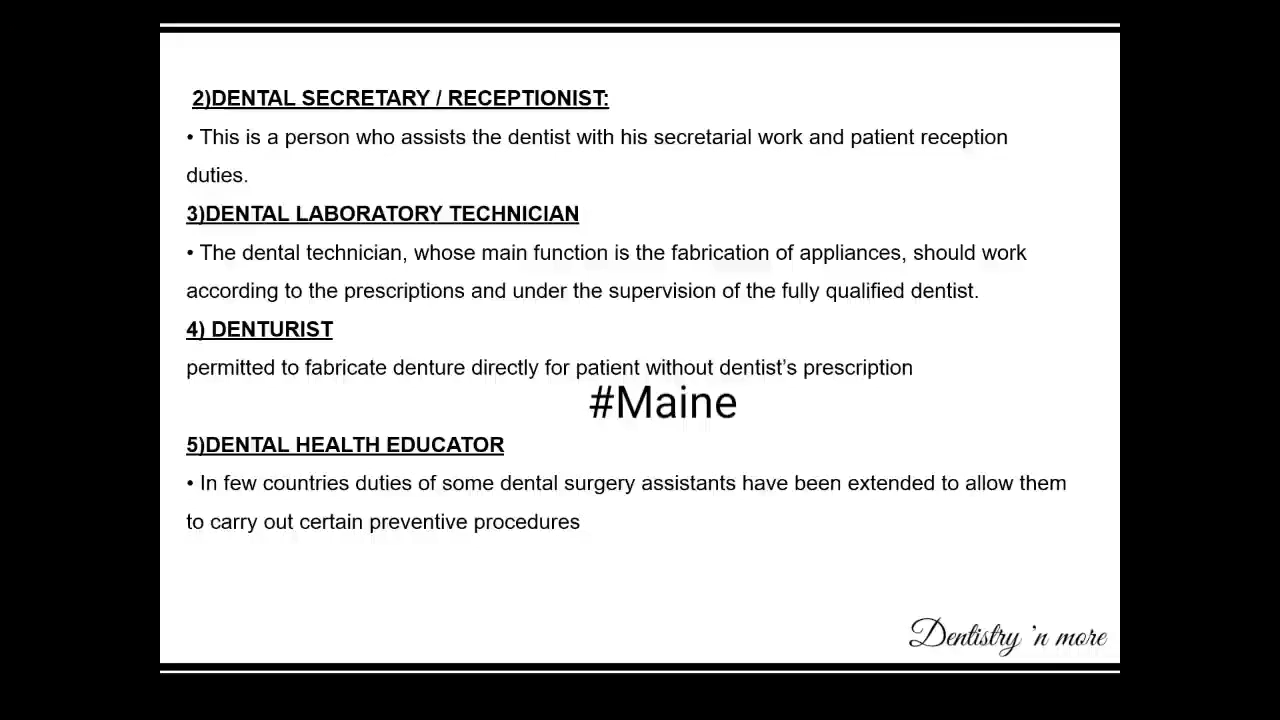 2)DENTAL SECRETARY / RECEPTIONIST:
• This is a person who assists the dentist with his secretarial work and patient reception
duties.
3)DENTAL LABORATORY TECHNICIAN
• The dental technician, whose main function is the fabrication of appliances, should work
according to the prescriptions and under the supervision of the fully qualified dentist.
4) DENTURIST
permitted to fabricate denture directly for patient without dentist's prescription
#Maine
5)DENTAL HEALTH EDUCATOR
• In few countries duties of some dental surgery assistants have been extended to allow them
to carry out certain preventive procedures
Dentistry 'n more